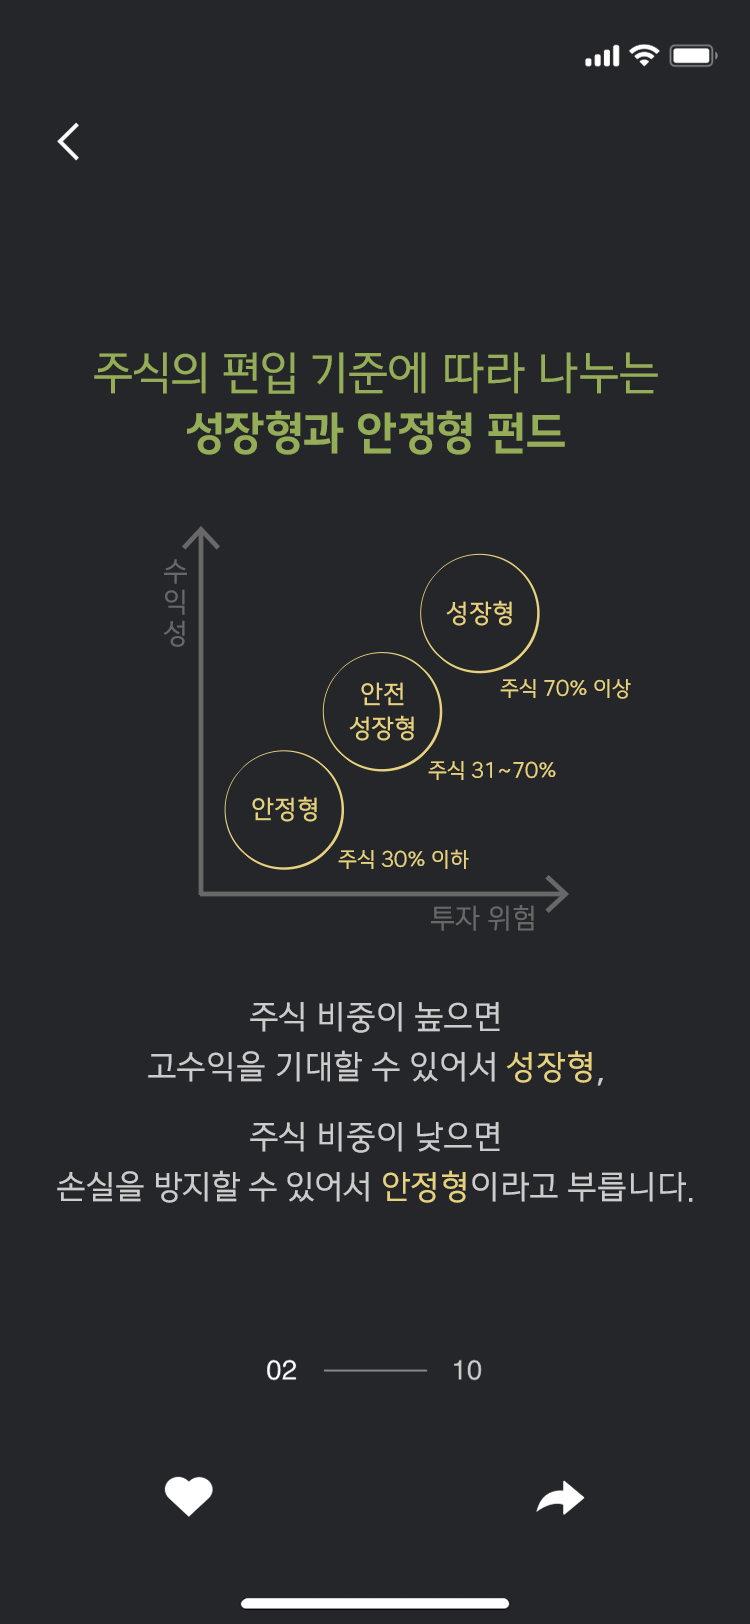 주식의 편입 기준에 따라 나누는
성장형과 안정형 펀드
수익성
성장형
주식 70% 이상
안전
성장형
주식 31~70%
안정형
주식 30% 이하
투자 위험
주식 비중이 높으면
고수익을 기대할 수 있어서 성장형,
주식 비중이 낮으면
손실을 방지할 수 있어서 안정형이라고 부릅니다.
02 10